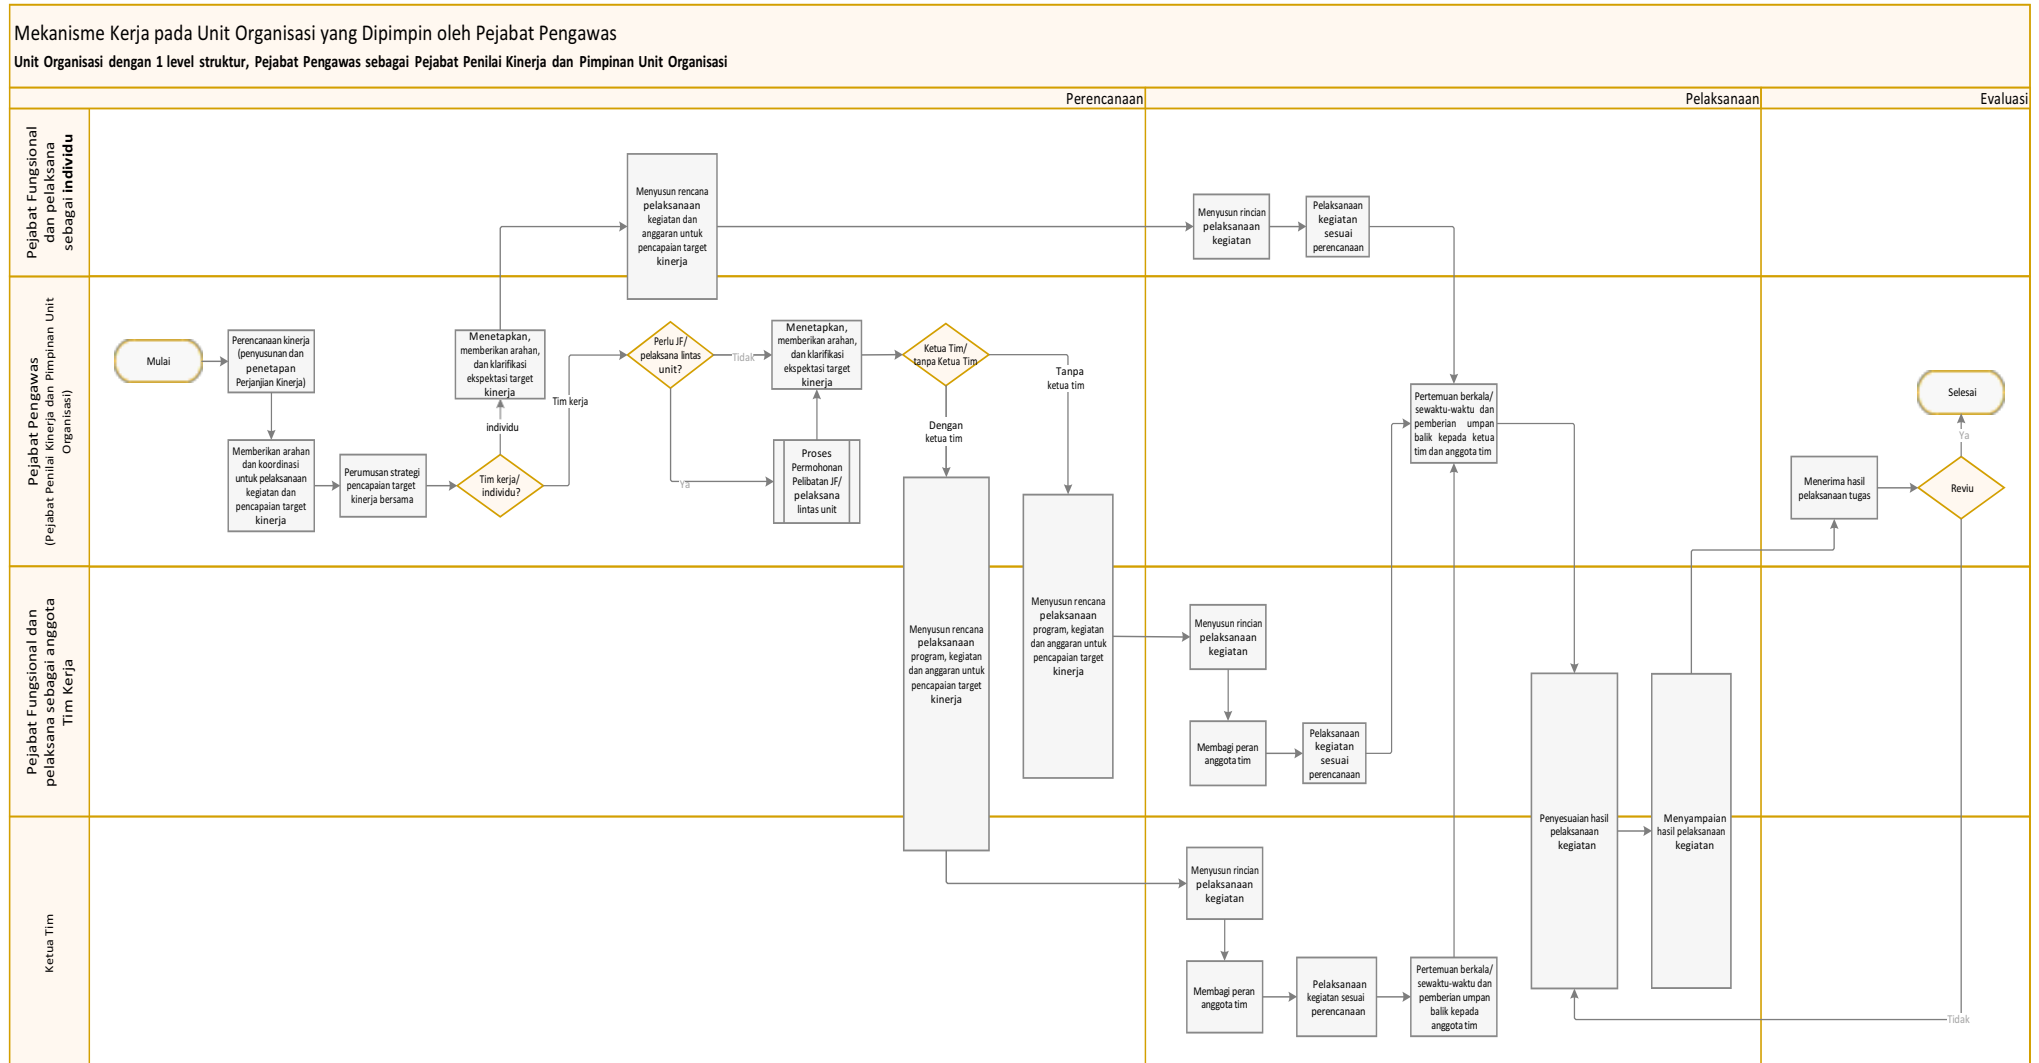 Mekanisme Kerja pada Unit Organisasi yang Dipimpin oleh Pejabat Pengawas
Unit Organisasi dengan 1 level struktur, Pejabat Pengawas sebagai Pejabat Penilai Kinerja dan Pimpinan Unit Organisasi
Perencanaan
Pelaksanaan
Evaluasi
Pejabat Fungsional
dan pelaksana
sebagai individu
Menyusun rencana
pelaksanaan
kegiatan dan
anggaran untuk
pencapaian target
kinerja
Menyusun rincian
pelaksanaan
kegiatan
Pelaksanaan
kegiatan
sesuai
perencanaan
Pejabat Pengawas
(Pejabat Penilai Kinerja dan Pimpinan Unit
Organisasi)
Mulai
Perencanaan kinerja
(penyusunan dan
penetapan
Perjanjian Kinerja)
Memberikan arahan
dan koordinasi
untuk pelaksanaan
kegiatan dan
pencapaian target
kinerja
Perumusan strategi
pencapaian target
kinerja bersama
Tim kerja/
individu?
individu
Tim kerja
Menetapkan,
memberikan arahan,
dan klarifikasi
ekspektasi target
kinerja
Perlu JF/
pelaksana lintas
unit?
Tidak
Ya
Proses
Permohonan
Pelibatan JF/
pelaksana
lintas unit
Menetapkan,
memberikan arahan,
dan klarifikasi
ekspektasi target
kinerja
Ketua Tim/
tanpa Ketua Tim
Dengan
ketua tim
Tanpa
ketua tim
Pertemuan berkala/
sewaktu-waktu dan
pemberian umpan
balik kepada ketua
tim dan anggota tim
Menerima hasil
pelaksanaan tugas
Reviu
Ya
Selesai
Pejabat Fungsional dan
pelaksana sebagai anggota
Tim Kerja
Menyusun rencana
pelaksanaan
program, kegiatan
dan anggaran untuk
pencapaian target
kinerja
Menyusun rencana
pelaksanaan
program, kegiatan
dan anggaran untuk
pencapaian target
kinerja
Menyusun rincian
pelaksanaan
kegiatan
Membagi peran
anggota tim
Pelaksanaan
kegiatan
sesuai
perencanaan
Penyesuaian hasil
pelaksanaan
kegiatan
Menyampaian
hasil pelaksanaan
kegiatan
Ketua Tim
Menyusun rincian
pelaksanaan
kegiatan
Membagi peran
anggota tim
Pelaksanaan
kegiatan sesuai
perencanaan
Pertemuan berkala/
sewaktu-waktu dan
pemberian umpan
balik kepada
anggota tim
Tidak